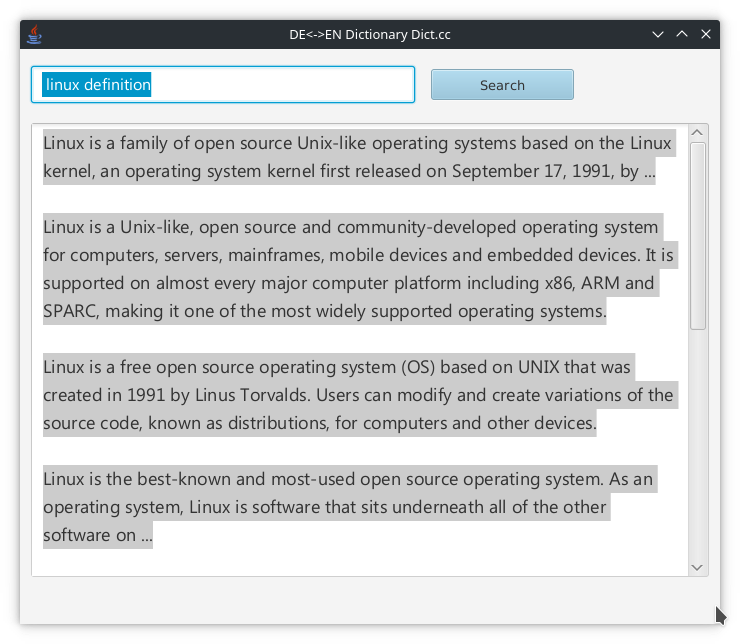 DE<->EN Dictionary Dict.cc
linux definition
Search
Linux is a family of open source Unix-like operating systems based on the Linux
kernel, an operating system kernel first released on September 17, 1991, by ...
Linux is a Unix-like, open source and community-developed operating system
for computers, servers, mainframes, mobile devices and embedded devices. It is
supported on almost every major computer platform including x86, ARM and
SPARC, making it one of the most widely supported operating systems.
Linux is a free open source operating system (OS) based on UNIX that was
created in 1991 by Linus Torvalds. Users can modify and create variations of the
source code, known as distributions, for computers and other devices.
Linux is the best-known and most-used open source operating system. As an
operating system, Linux is software that sits underneath all of the other
software on ...